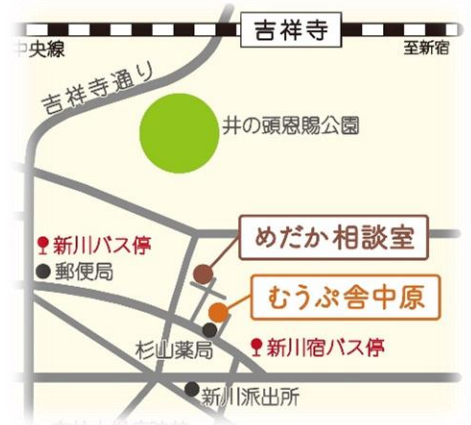 吉祥寺
中央線
至新宿
吉祥寺通り
井の頭恩賜公園
めだか相談室
新川バス停
郵便局
むうぷ舎中原
杉山薬局
新川宿バス停
新川派出所